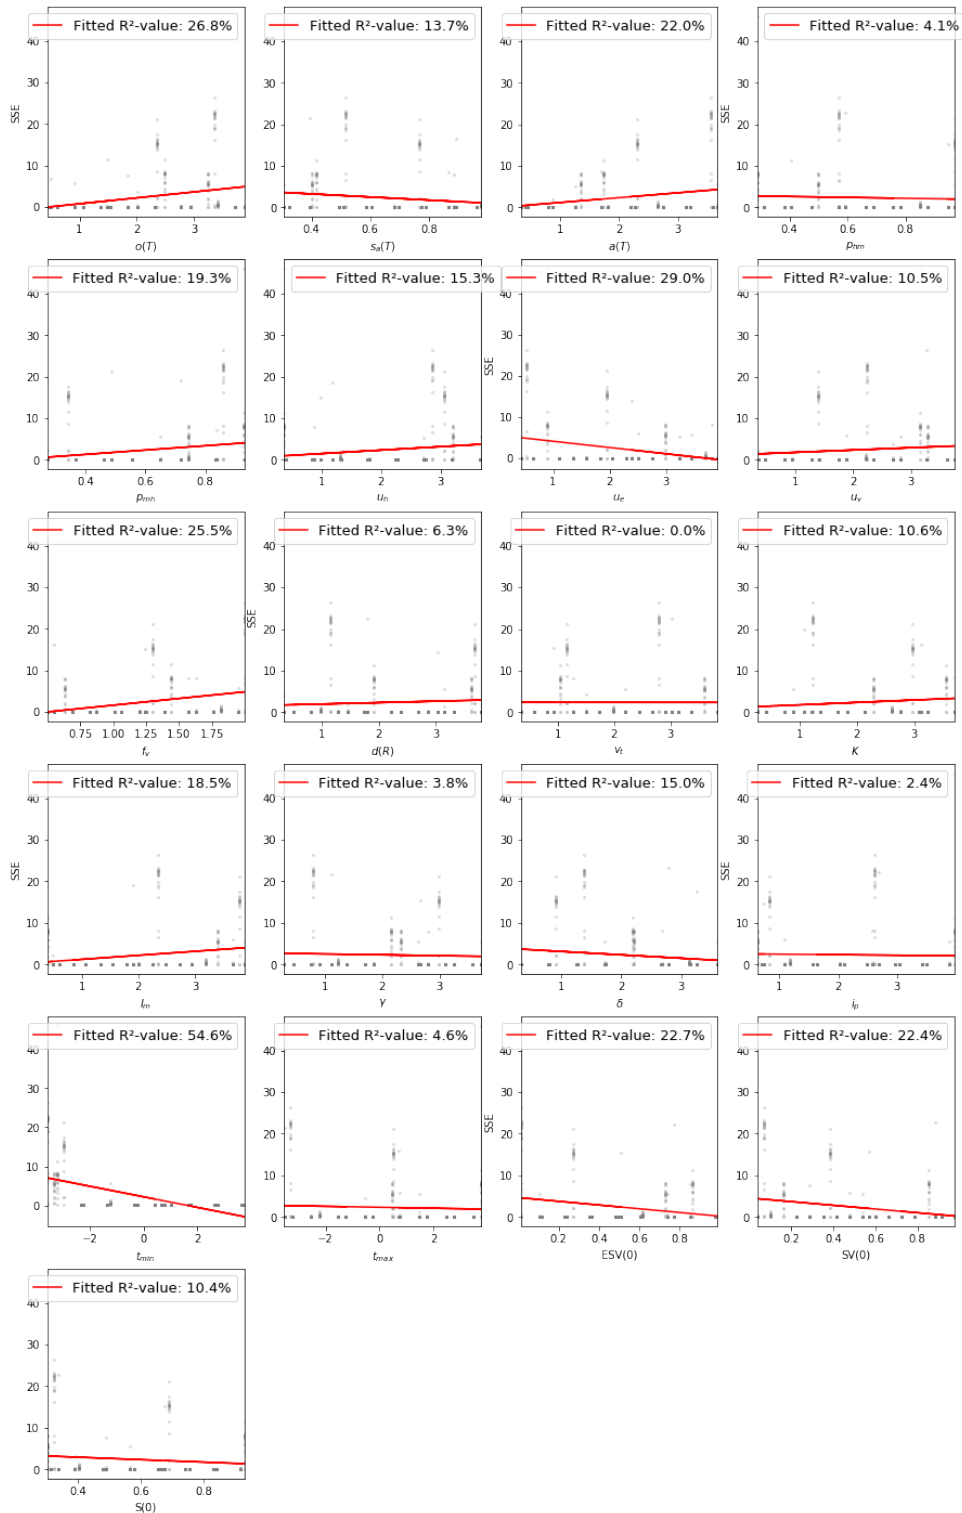 Fitted R²-value: 26.8%
Fitted R²-value: 13.7%
Fitted R²-value: 22.0%
Fitted R²-value: 4.1%
SSE
40
30
20
10
0
40
30
20
10
0
40
30
20
10
0
40
30
20
10
0
1 2 3
0.4 0.6 0.8
1 2 3
0.4 0.6 0.8
o(T)
s_a(T)
a(T)
p_hm
Fitted R²-value: 19.3%
Fitted R²-value: 15.3%
Fitted R²-value: 29.0%
Fitted R²-value: 10.5%
SSE
40
30
20
10
0
40
30
20
10
0
40
30
20
10
0
40
30
20
10
0
0.4 0.6 0.8
1 2 3
1 2 3
1 2 3
p_mh
u_h
u_e
u_v
Fitted R²-value: 25.5%
Fitted R²-value: 6.3%
Fitted R²-value: 0.0%
Fitted R²-value: 10.6%
SSE
40
30
20
10
0
40
30
20
10
0
40
30
20
10
0
40
30
20
10
0
0.75 1.00 1.25 1.50 1.75
1 2 3
1 2 3
1 2 3
f_v
d(R)
v_t
K
Fitted R²-value: 18.5%
Fitted R²-value: 3.8%
Fitted R²-value: 15.0%
Fitted R²-value: 2.4%
SSE
SSE
40
30
20
10
0
40
30
20
10
0
40
30
20
10
0
40
30
20
10
0
1 2 3
1 2 3
1 2 3
1 2 3
I_m
γ
δ
i_p
Fitted R²-value: 54.6%
Fitted R²-value: 4.6%
Fitted R²-value: 22.7%
Fitted R²-value: 22.4%
SSE
40
30
20
10
0
40
30
20
10
0
40
30
20
10
0
40
30
20
10
0
−2 0 2
−2 0 2
0.2 0.4 0.6 0.8
0.2 0.4 0.6 0.8
t_min
t_max
ESV(0)
SV(0)
Fitted R²-value: 10.4%
40
30
20
10
0
0.4 0.6 0.8
S(0)